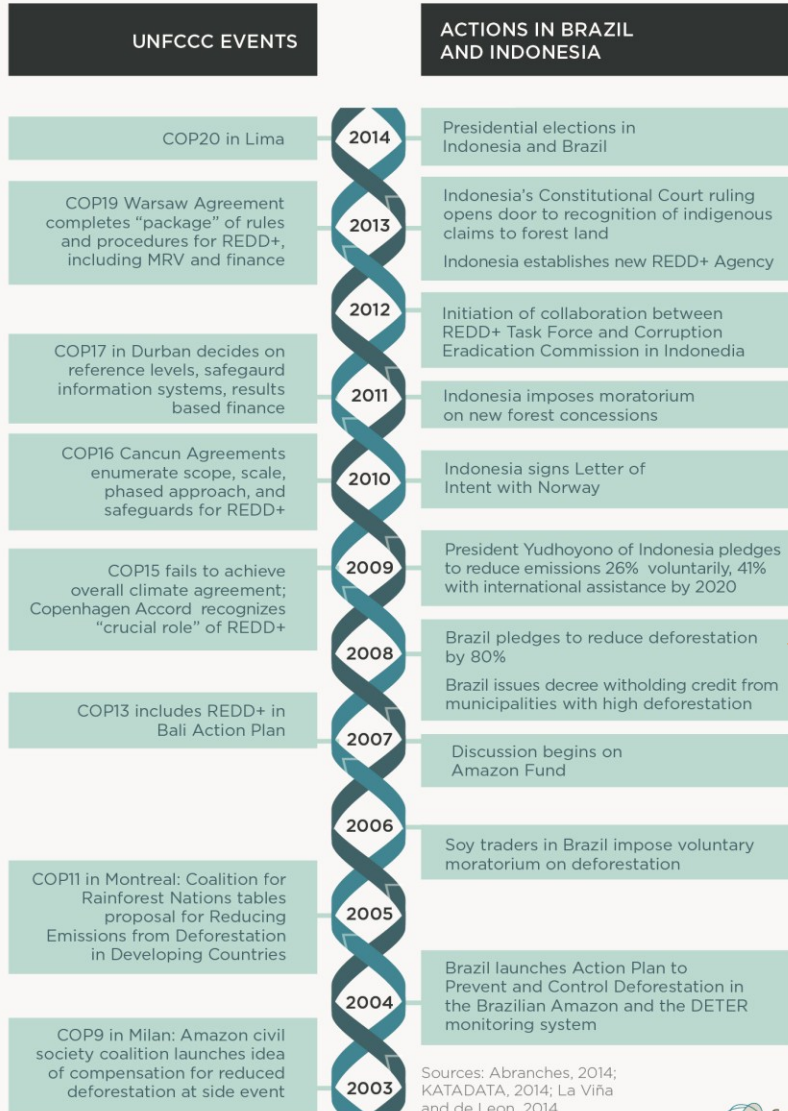 UNFCCC EVENTS
ACTIONS IN BRAZIL
AND INDONESIA
COP20 in Lima
2014
Presidential elections in
Indonesia and Brazil
COP19 Warsaw Agreement
completes “package” of rules
and procedures for REDD+,
including MRV and finance
2013
Indonesia’s Constitutional Court ruling
opens door to recognition of indigenous
claims to forest land
Indonesia establishes new REDD+ Agency
2012
Initiation of collaboration between
REDD+ Task Force and Corruption
Eradication Commission in Indonedia
COP17 in Durban decides on
reference levels, safegaurd
information systems, results
based finance
2011
Indonesia imposes moratorium
on new forest concessions
COP16 Cancun Agreements
enumerate scope, scale,
phased approach, and
safeguards for REDD+
2010
Indonesia signs Letter of
Intent with Norway
COP15 fails to achieve
overall climate agreement;
Copenhagen Accord recognizes
“crucial role” of REDD+
2009
President Yudhoyono of Indonesia pledges
to reduce emissions 26% voluntarily, 41%
with international assistance by 2020
2008
Brazil pledges to reduce deforestation
by 80%
Brazil issues decree witholding credit from
municipalities with high deforestation
COP13 includes REDD+ in
Bali Action Plan
2007
Discussion begins on
Amazon Fund
2006
Soy traders in Brazil impose voluntary
moratorium on deforestation
COP11 in Montreal: Coalition for
Rainforest Nations tables
proposal for Reducing
Emissions from Deforestation
in Developing Countries
2005
2004
Brazil launches Action Plan to
Prevent and Control Deforestation in
the Brazilian Amazon and the DETER
monitoring system
COP9 in Milan: Amazon civil
society coalition launches idea
of compensation for reduced
deforestation at side event
2003
Sources: Abranches, 2014;
KATADATA, 2014; La Viña
and de Leon, 2014